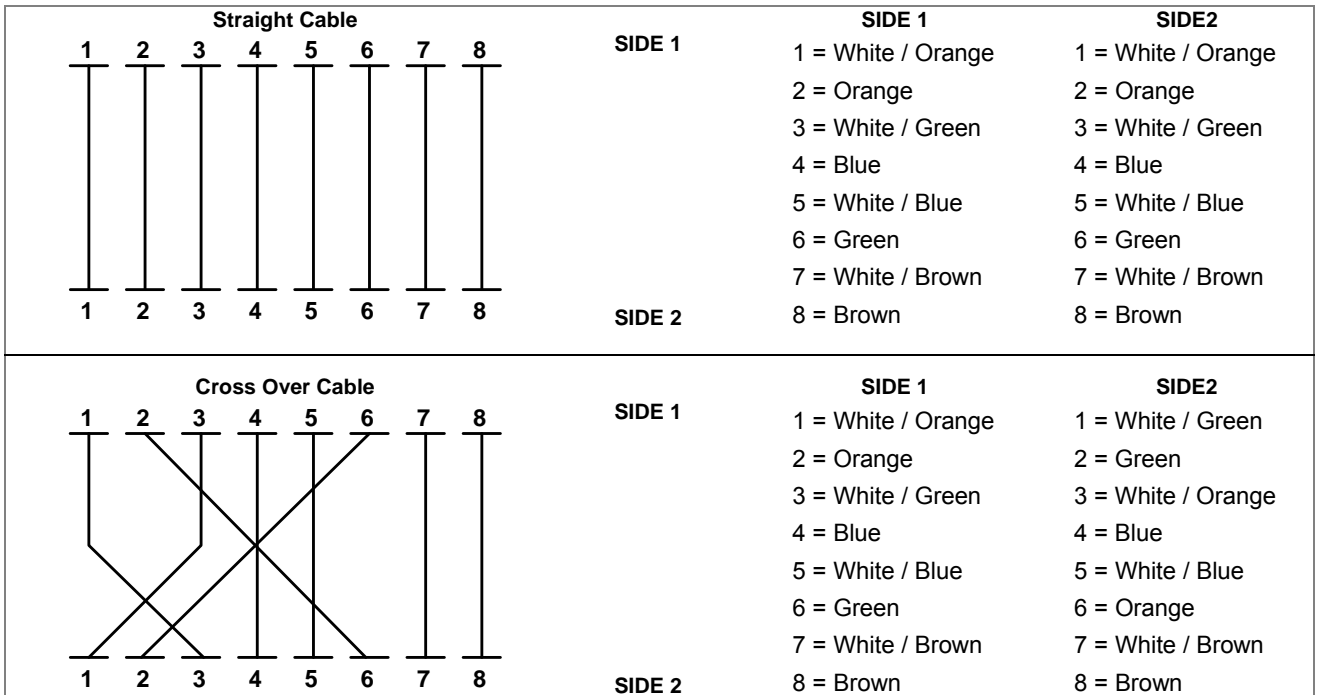 Straight Cable
1 2 3 4 5 6 7 8
SIDE 1
1 2 3 4 5 6 7 8
SIDE 2
SIDE 1 SIDE2
1 = White / Orange 1 = White / Orange
2 = Orange 2 = Orange
3 = White / Green 3 = White / Green
4 = Blue 4 = Blue
5 = White / Blue 5 = White / Blue
6 = Green 6 = Green
7 = White / Brown 7 = White / Brown
8 = Brown 8 = Brown
Cross Over Cable
1 2 3 4 5 6 7 8
SIDE 1
1 2 3 4 5 6 7 8
SIDE 2
SIDE 1 SIDE2
1 = White / Orange 1 = White / Green
2 = Orange 2 = Green
3 = White / Green 3 = White / Orange
4 = Blue 4 = Blue
5 = White / Blue 5 = White / Blue
6 = Green 6 = Orange
7 = White / Brown 7 = White / Brown
8 = Brown 8 = Brown